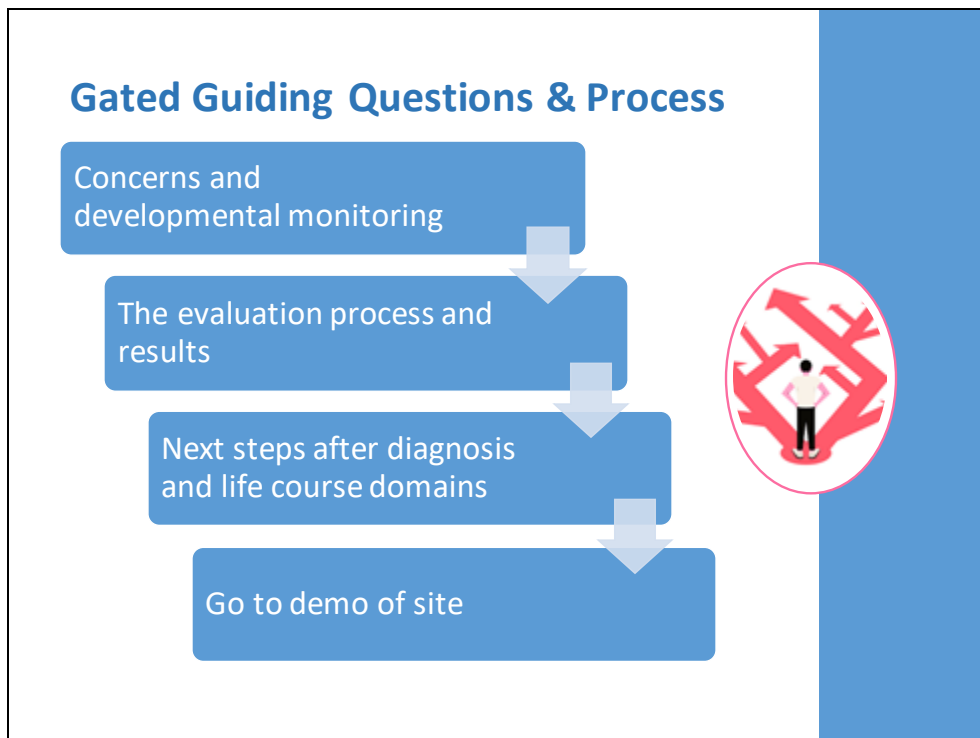 Gated Guiding Questions & Process
Concerns and
developmental monitoring
The evaluation process and
results
Next steps after diagnosis
and life course domains
Go to demo of site